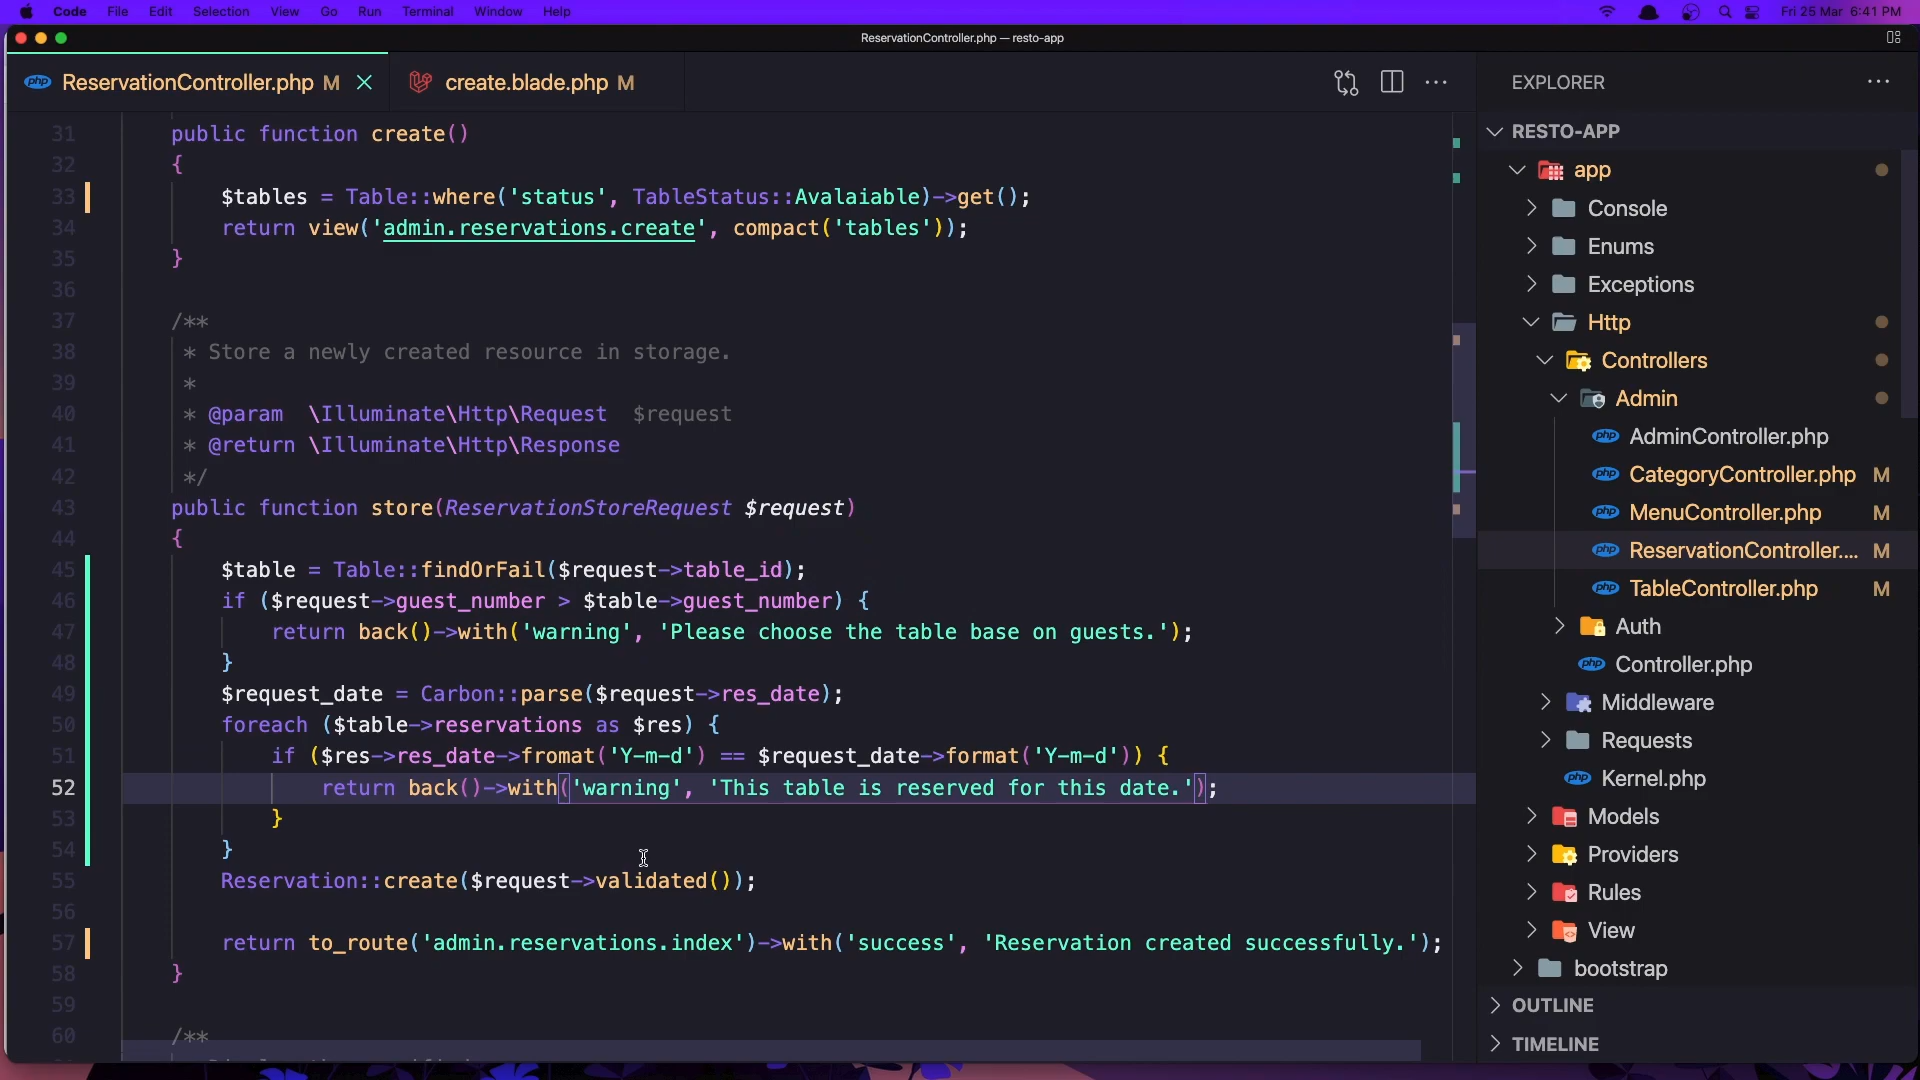 Code File Edit Selection View Go Run Terminal Window Help Fri 25 Mar 6:41 PM
ReservationController.php — resto-app
php ReservationController.php M create.blade.php M
EXPLORER
31 public function create()
32 {
33 $tables = Table::where('status', TableStatus::Avalaiable)->get();
34 return view('admin.reservations.create', compact('tables'));
35 }
36
37 /**
38 * Store a newly created resource in storage.
39 *
40 * @param \Illuminate\Http\Request $request
41 * @return \Illuminate\Http\Response
42 */
43 public function store(ReservationStoreRequest $request)
44 {
45 $table = Table::findOrFail($request->table_id);
46 if ($request->guest_number > $table->guest_number) {
47 return back()->with('warning', 'Please choose the table base on guests.');
48 }
49 $request_date = Carbon::parse($request->res_date);
50 foreach ($table->reservations as $res) {
51 if ($res->res_date->fromat('Y-m-d') == $request_date->format('Y-m-d')) {
52 return back()->with('warning', 'This table is reserved for this date.');
53 }
54 }
55 Reservation::create($request->validated());
56
57 return to_route('admin.reservations.index')->with('success', 'Reservation created successfully.');
58 }
59
60 /**
RESTO-APP
app
Console
Enums
Exceptions
Http
Controllers
Admin
php AdminController.php
php CategoryController.php M
php MenuController.php M
php ReservationController.... M
php TableController.php M
Auth
php Controller.php
Middleware
Requests
php Kernel.php
Models
Providers
Rules
View
bootstrap
OUTLINE
TIMELINE